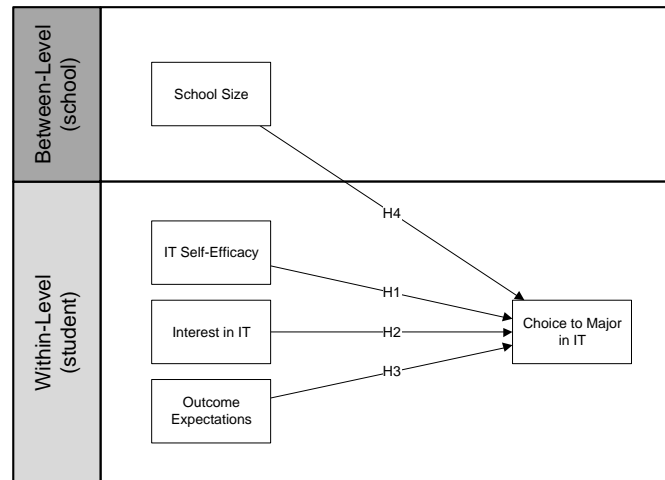 Between-Level
(school)
School Size
H4
Within-Level
(student)
IT Self-Efficacy
H1
Interest in IT
H2
Choice to Major
in IT
H3
Outcome
Expectations